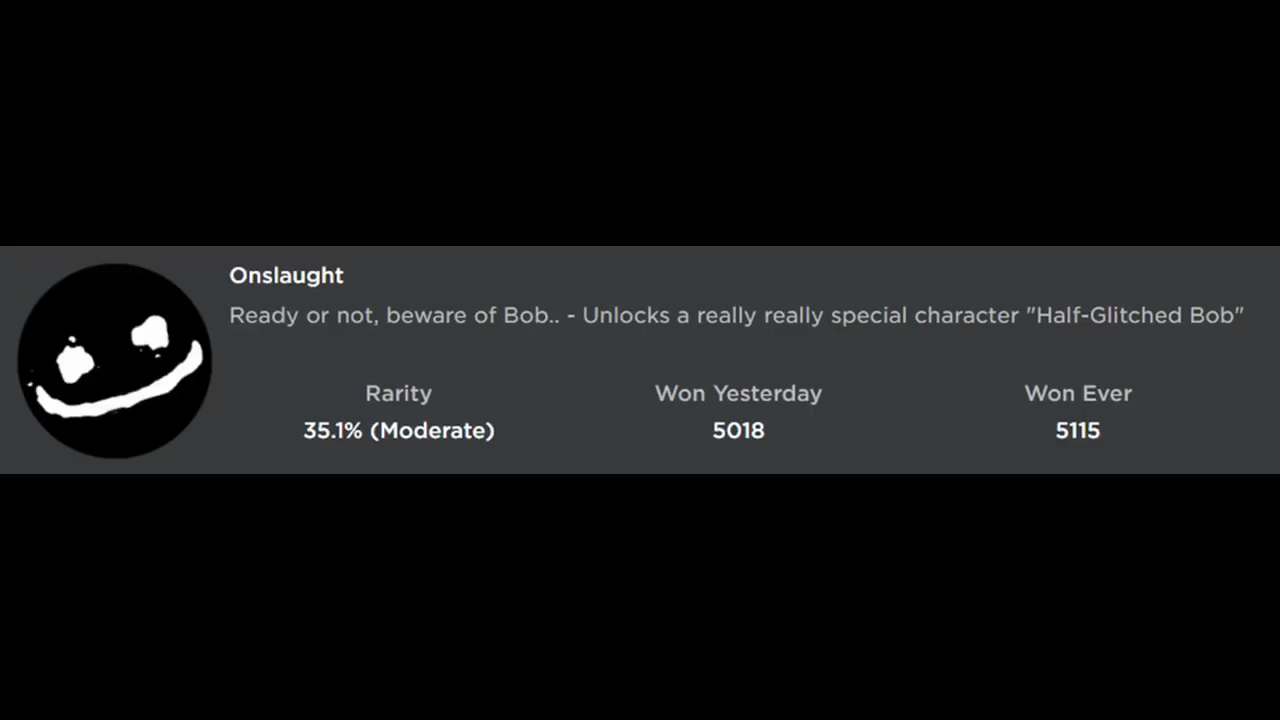 Onslaught
Ready or not, beware of Bob.. - Unlocks a really really special character "Half-Glitched Bob"
Rarity Won Yesterday Won Ever
35.1% (Moderate) 5018 5115